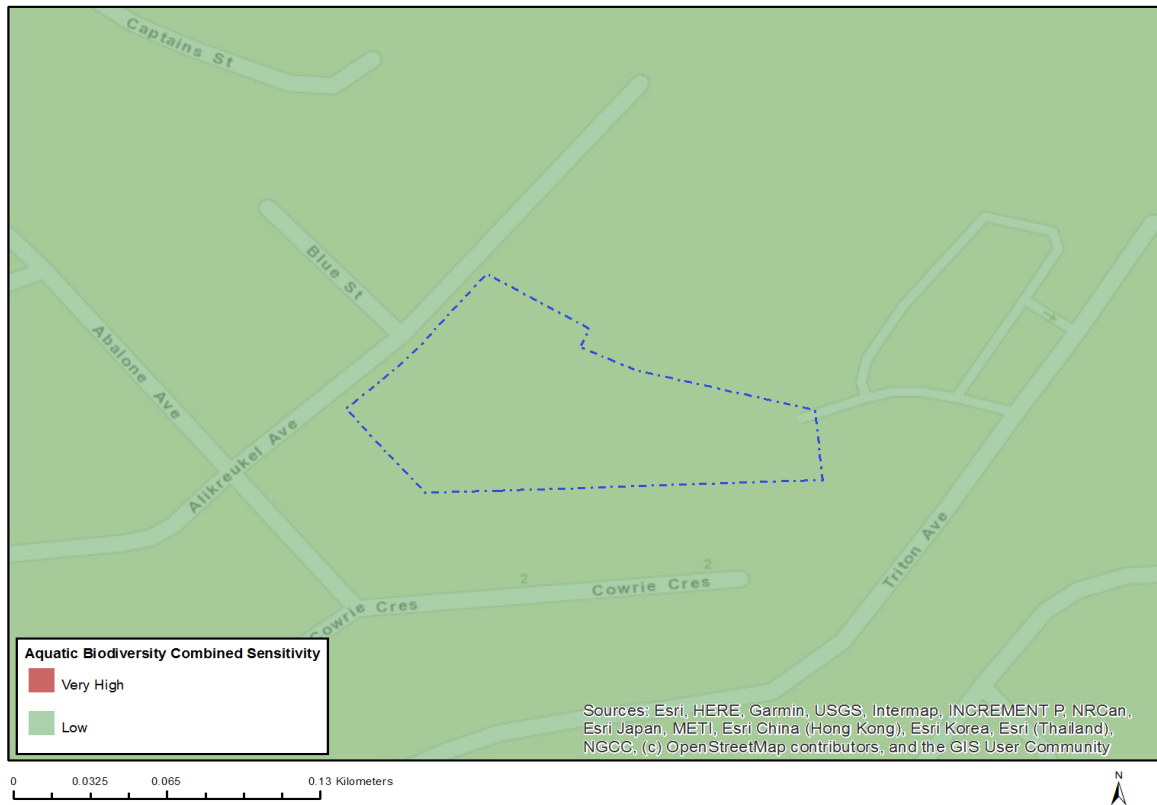 Captains St
Blue St
Abalone Ave
Alikreukel Ave
Triton Ave
2
2
Cowrie Cres
Cowrie Cres
Aquatic Biodiversity Combined Sensitivity
Very High
Low
Sources: Esri, HERE, Garmin, USGS, Intermap, INCREMENT P, NRCan,
Esri Japan, METI, Esri China (Hong Kong), Esri Korea, Esri (Thailand),
NGCC, (c) OpenStreetMap contributors, and the GIS User Community
0 0.0325 0.065 0.13 Kilometers
N